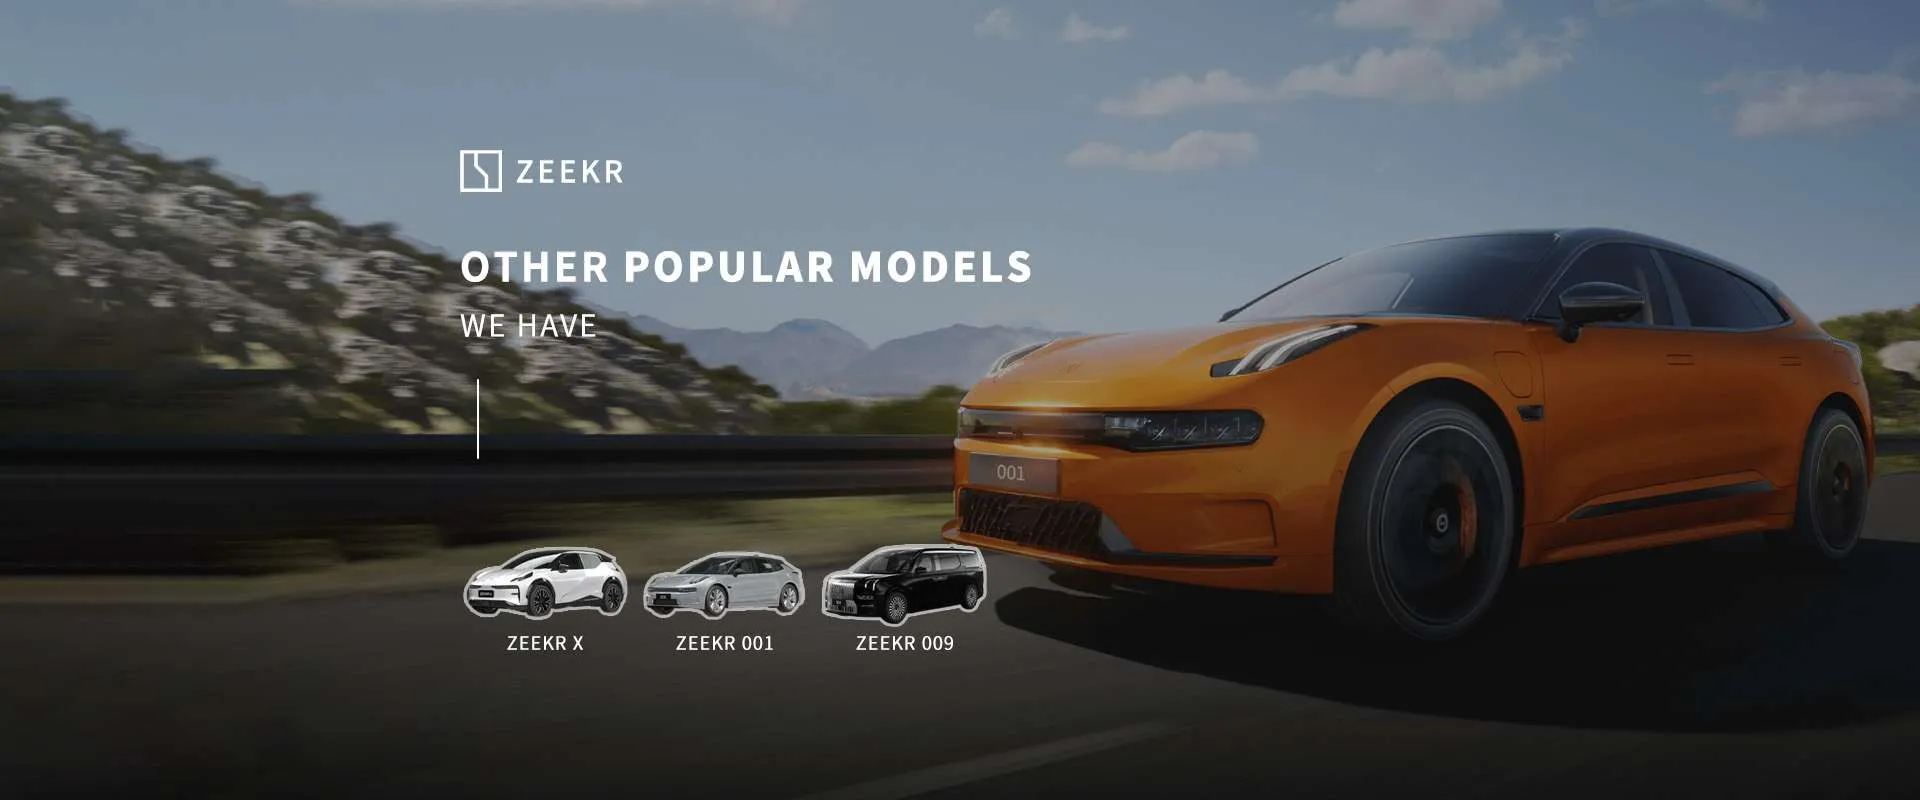 ZEEKR
OTHER POPULAR MODELS
WE HAVE
001
ZEEKR X
ZEEKR 001
ZEEKR 009